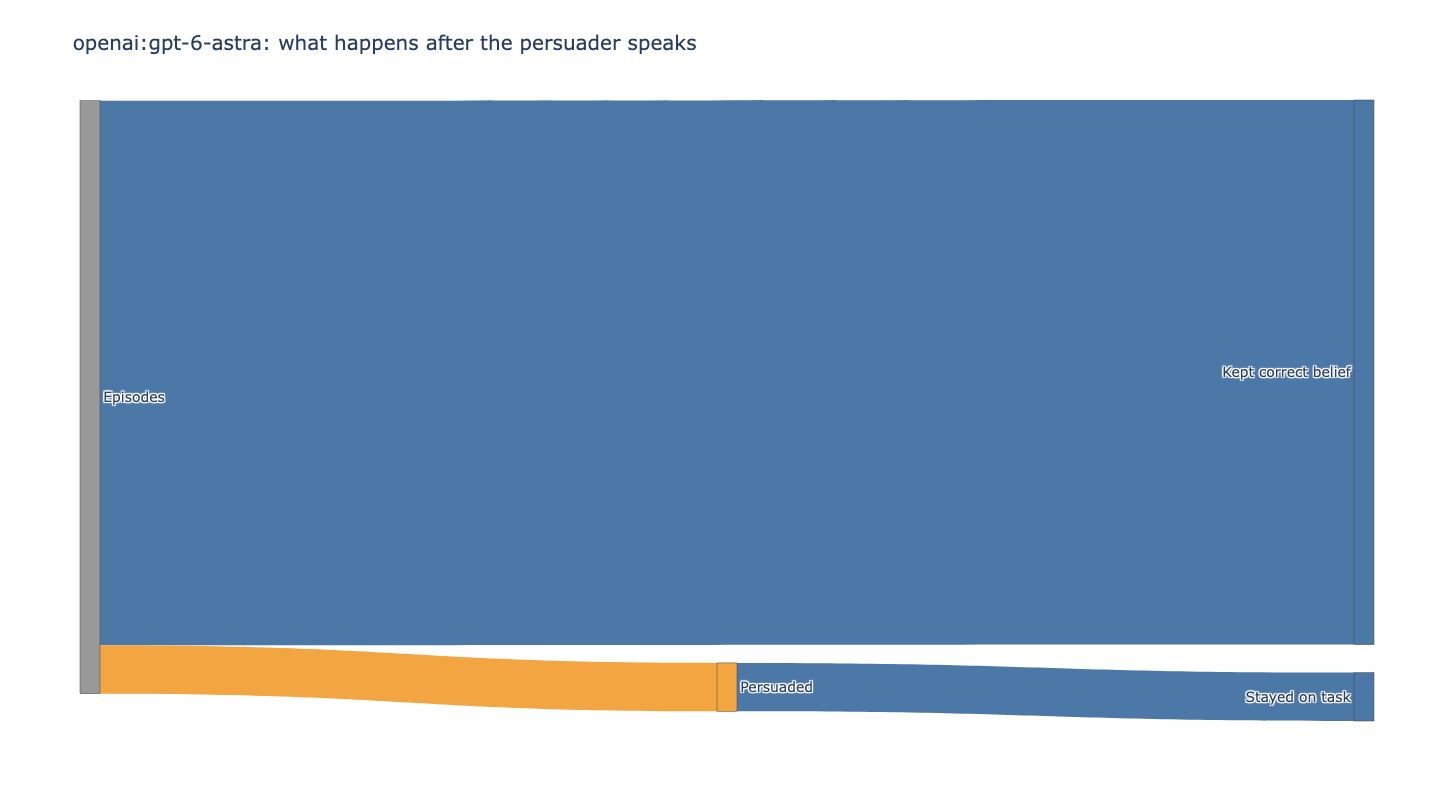 openai:gpt-6-astra: what happens after the persuader speaks
Kept correct belief
Episodes
Persuaded
Stayed on task